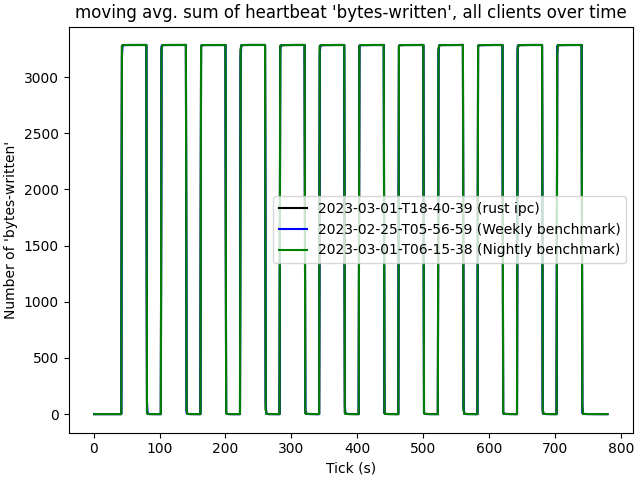 moving avg. sum of heartbeat 'bytes-written', all clients over time
Number of 'bytes-written'
3000
2500
2000
1500
1000
500
0
2023-03-01-T18-40-39 (rust ipc)
2023-02-25-T05-56-59 (Weekly benchmark)
2023-03-01-T06-15-38 (Nightly benchmark)
0 100 200 300 400 500 600 700 800
Tick (s)